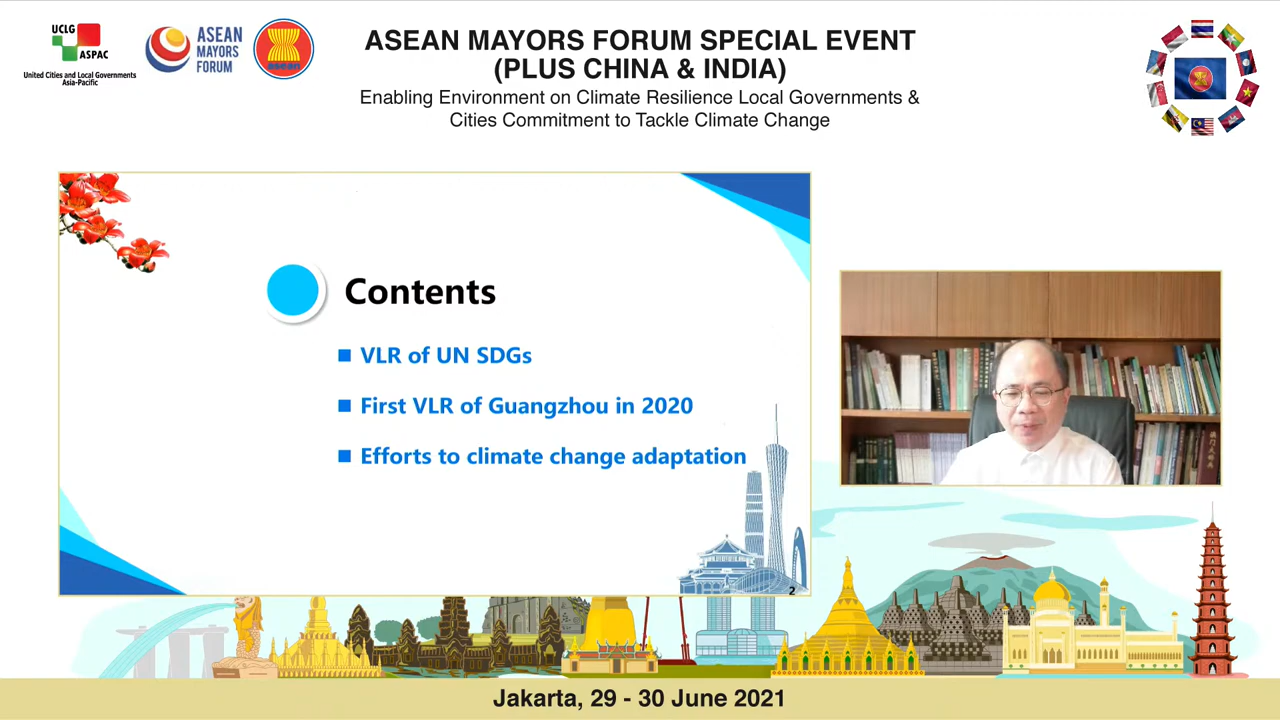 UCLG
ASPAC
United Cities and Local Governments
Asia-Pacific
ASEAN
MAYORS
FORUM
asean
ASEAN MAYORS FORUM SPECIAL EVENT
(PLUS CHINA & INDIA)
Enabling Environment on Climate Resilience Local Governments &
Cities Commitment to Tackle Climate Change
Contents
VLR of UN SDGs
First VLR of Guangzhou in 2020
Efforts to climate change adaptation
2
Jakarta, 29 - 30 June 2021